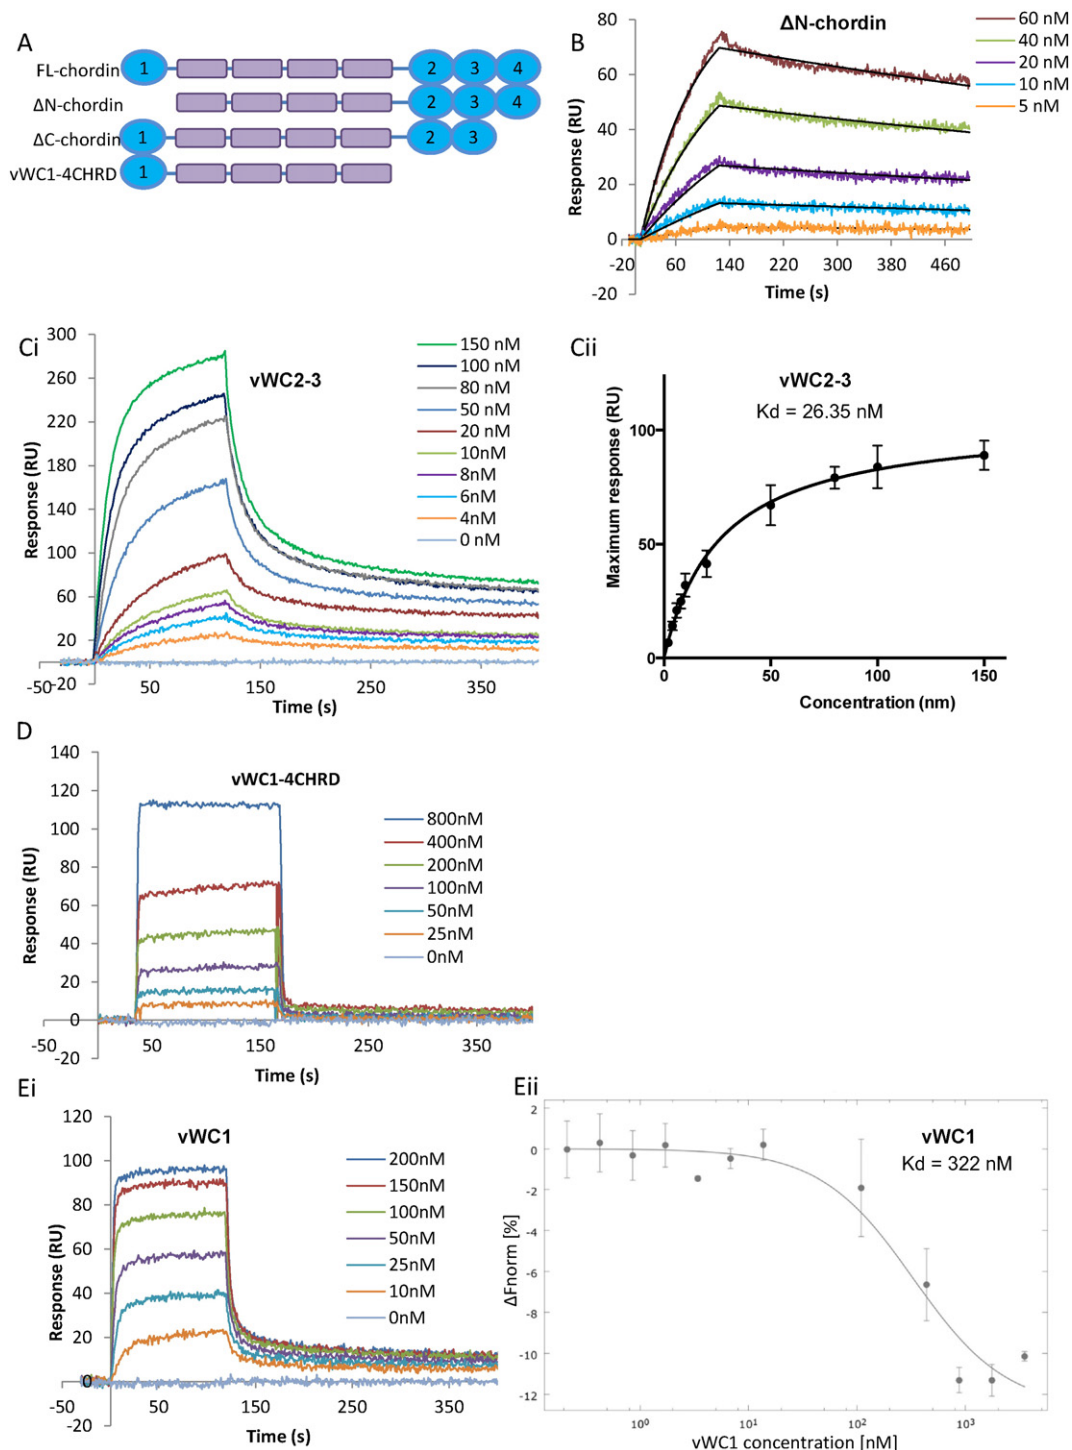 A
FL-chordin 1 2 3 4
ΔN-chordin 2 3 4
ΔC-chordin 1 2 3
vWC1-4CHRD 1
B
ΔN-chordin
60 nM
40 nM
20 nM
10 nM
5 nM
Response (RU)
80
60
40
20
0
-20
-20 60 140 220 300 380 460
Time (s)
Ci
vWC2-3
150 nM
100 nM
80 nM
50 nM
20 nM
10nM
8nM
6nM
4nM
0 nM
Response (RU)
300
260
220
180
140
100
60
20
-20
-50 50 150 250 350
Time (s)
Cii
vWC2-3
Kd = 26.35 nM
Maximum response (RU)
100
50
0
0 50 100 150
Concentration (nm)
D
vWC1-4CHRD
800nM
400nM
200nM
100nM
50nM
25nM
0nM
Response (RU)
140
120
100
80
60
40
20
0
-20
-50 50 150 250 350
Time (s)
Ei
vWC1
200nM
150nM
100nM
50nM
25nM
10nM
0nM
Response (RU)
120
100
80
60
40
20
0
-20
-50 50 150 250 350
Time (s)
Eii
vWC1
Kd = 322 nM
ΔFnorm [%]
2
0
-2
-4
-6
-8
-10
-12
10⁰ 10¹ 10² 10³
vWC1 concentration [nM]